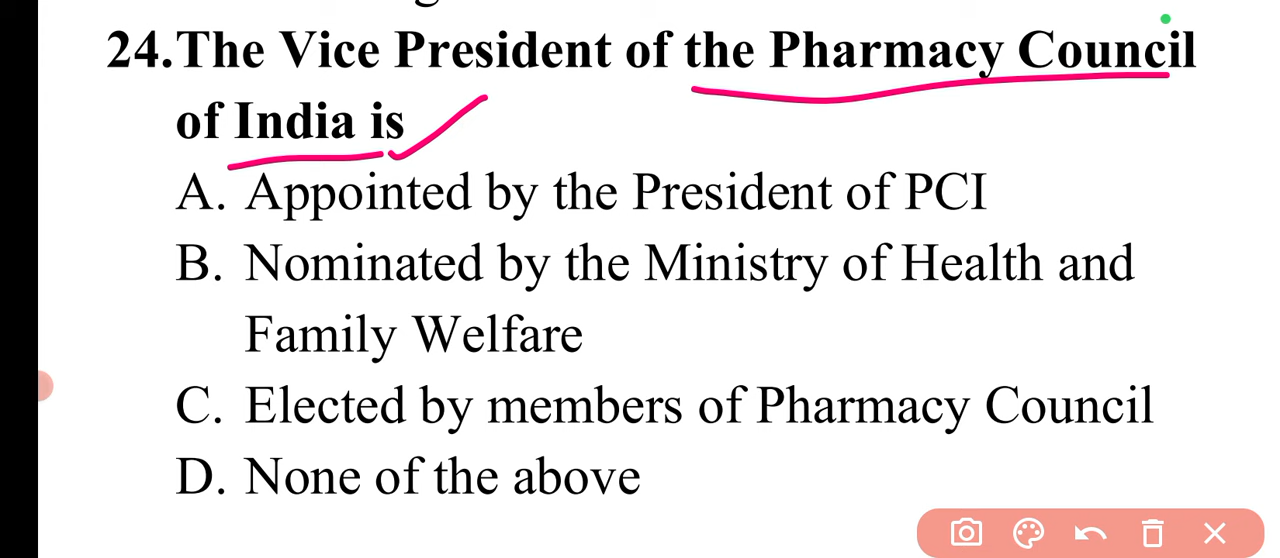 24.The Vice President of the Pharmacy Council
of India is
A. Appointed by the President of PCI
B. Nominated by the Ministry of Health and
Family Welfare
C. Elected by members of Pharmacy Council
D. None of the above